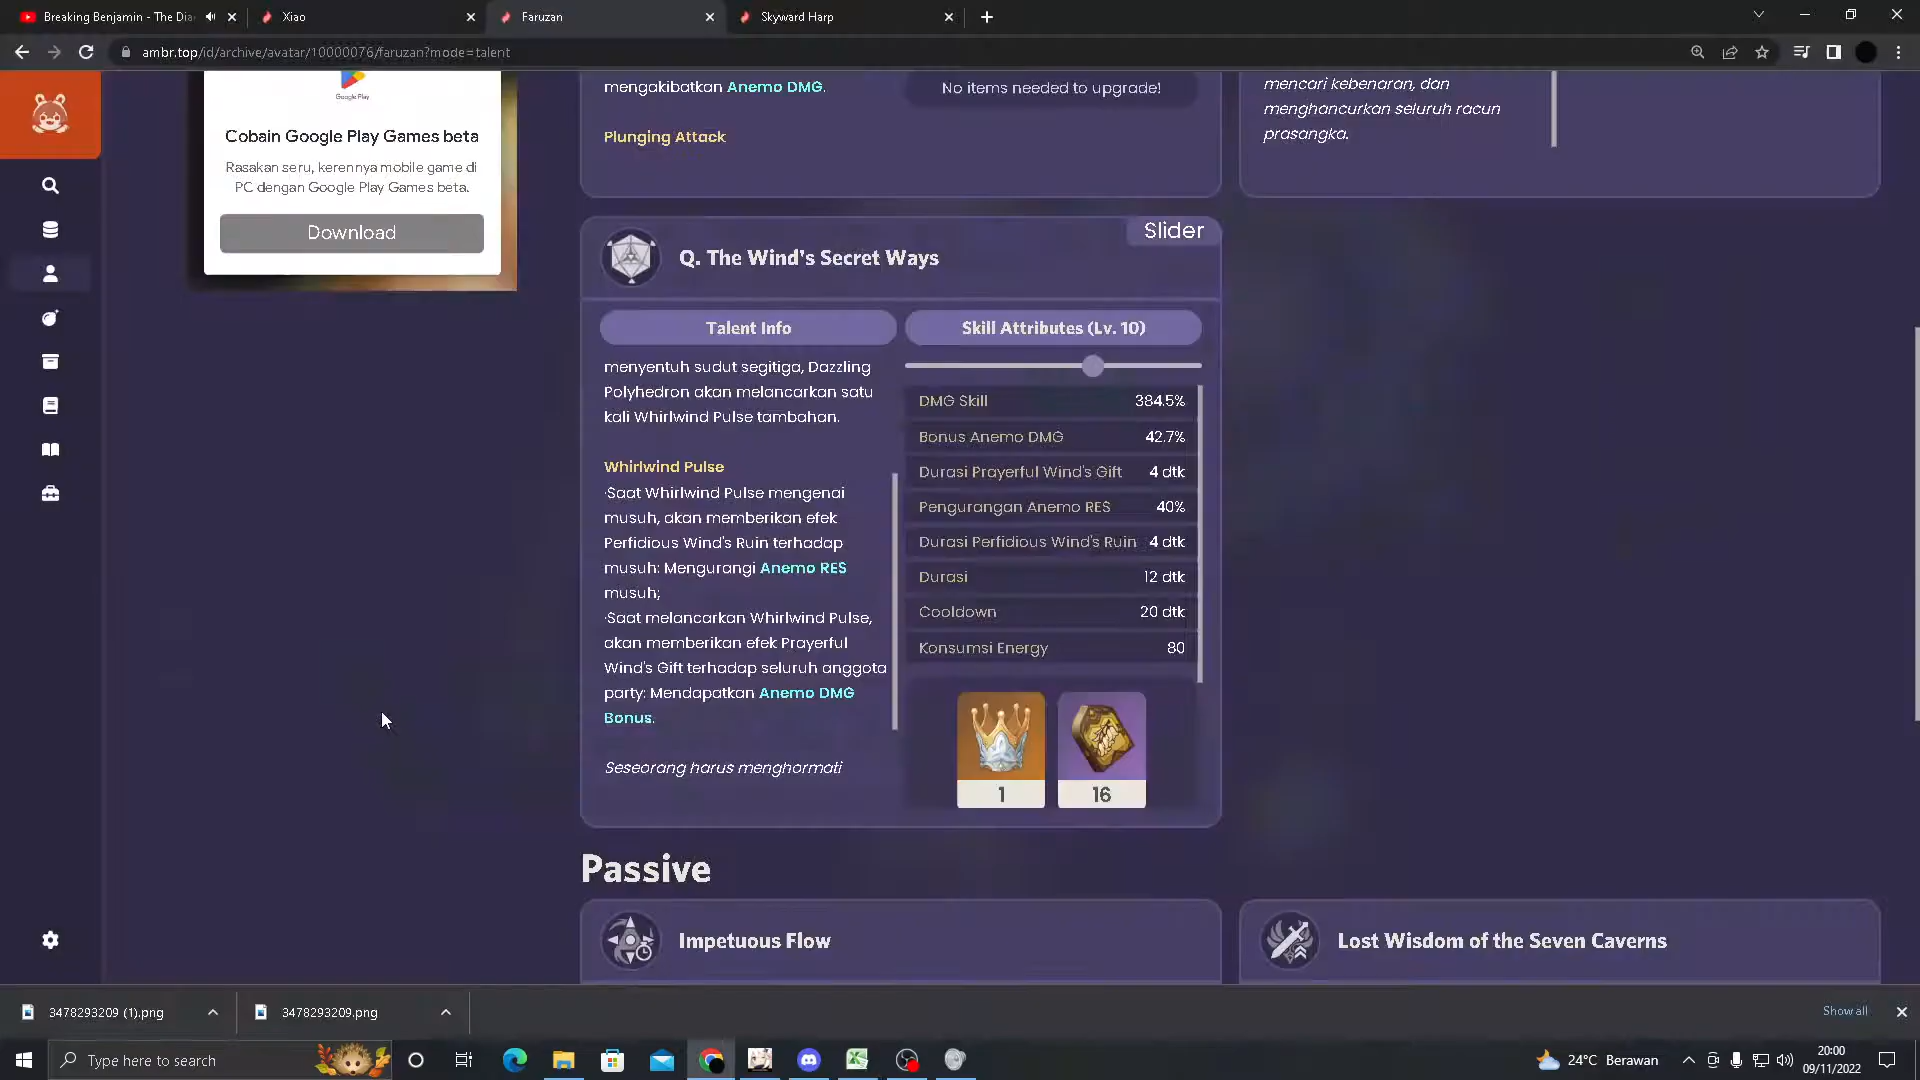 Breaking Benjamin - The Dia
Xiao
Faruzan
Skyward Harp
ambr.top/id/archive/avatar/10000076/faruzan?mode=talent
Google Play
Cobain Google Play Games beta
Rasakan seru, kerennya mobile game di
PC dengan Google Play Games beta.
Download
mengakibatkan Anemo DMG.
Plunging Attack
No items needed to upgrade!
mencari kebenaran, dan
menghancurkan seluruh racun
prasangka.
Slider
Q. The Wind's Secret Ways
Talent Info
menyentuh sudut segitiga, Dazzling
Polyhedron akan melancarkan satu
kali Whirlwind Pulse tambahan.
Whirlwind Pulse
·Saat Whirlwind Pulse mengenai
musuh, akan memberikan efek
Perfidious Wind's Ruin terhadap
musuh: Mengurangi Anemo RES
musuh;
·Saat melancarkan Whirlwind Pulse,
akan memberikan efek Prayerful
Wind's Gift terhadap seluruh anggota
party: Mendapatkan Anemo DMG
Bonus.
Seseorang harus menghormati
Skill Attributes (Lv. 10)
DMG Skill 384.5%
Bonus Anemo DMG 42.7%
Durasi Prayerful Wind's Gift 4 dtk
Pengurangan Anemo RES 40%
Durasi Perfidious Wind's Ruin 4 dtk
Durasi 12 dtk
Cooldown 20 dtk
Konsumsi Energy 80
1 16
Passive
Impetuous Flow
Lost Wisdom of the Seven Caverns
3478293209 (1).png
3478293209.png
Show all
Type here to search
24°C Berawan
20:00
09/11/2022